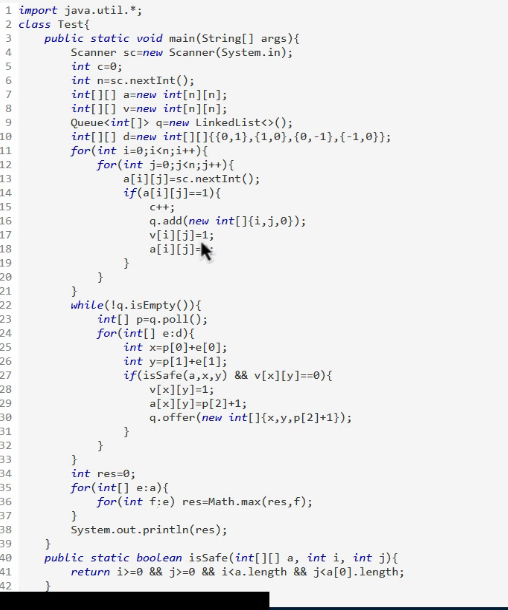 1 import java.util.*;
2 class Test{
3     public static void main(String[] args){
4         Scanner sc=new Scanner(System.in);
5         int c=0;
6         int n=sc.nextInt();
7         int[][] a=new int[n][n];
8         int[][] v=new int[n][n];
9         Queue<int[]> q=new LinkedList<>();
10         int[][] d=new int[][]{{0,1},{1,0},{0,-1},{-1,0}};
11         for(int i=0;i<n;i++){
12             for(int j=0;j<n;j++){
13                 a[i][j]=sc.nextInt();
14                 if(a[i][j]==1){
15                     c++;
16                     q.add(new int[]{i,j,0});
17                     v[i][j]=1;
18                     a[i][j]=
19                 }
20             }
21         }
22         while(!q.isEmpty()){
23             int[] p=q.poll();
24             for(int[] e:d){
25                 int x=p[0]+e[0];
26                 int y=p[1]+e[1];
27                 if(isSafe(a,x,y) && v[x][y]==0){
28                     v[x][y]=1;
29                     a[x][y]=p[2]+1;
30                     q.offer(new int[]{x,y,p[2]+1});
31                 }
32             }
33         }
34         int res=0;
35         for(int[] e:a){
36             for(int f:e) res=Math.max(res,f);
37         }
38         System.out.println(res);
39     }
40     public static boolean isSafe(int[][] a, int i, int j){
41         return i>=0 && j>=0 && i<a.length && j<a[0].length;
42     }